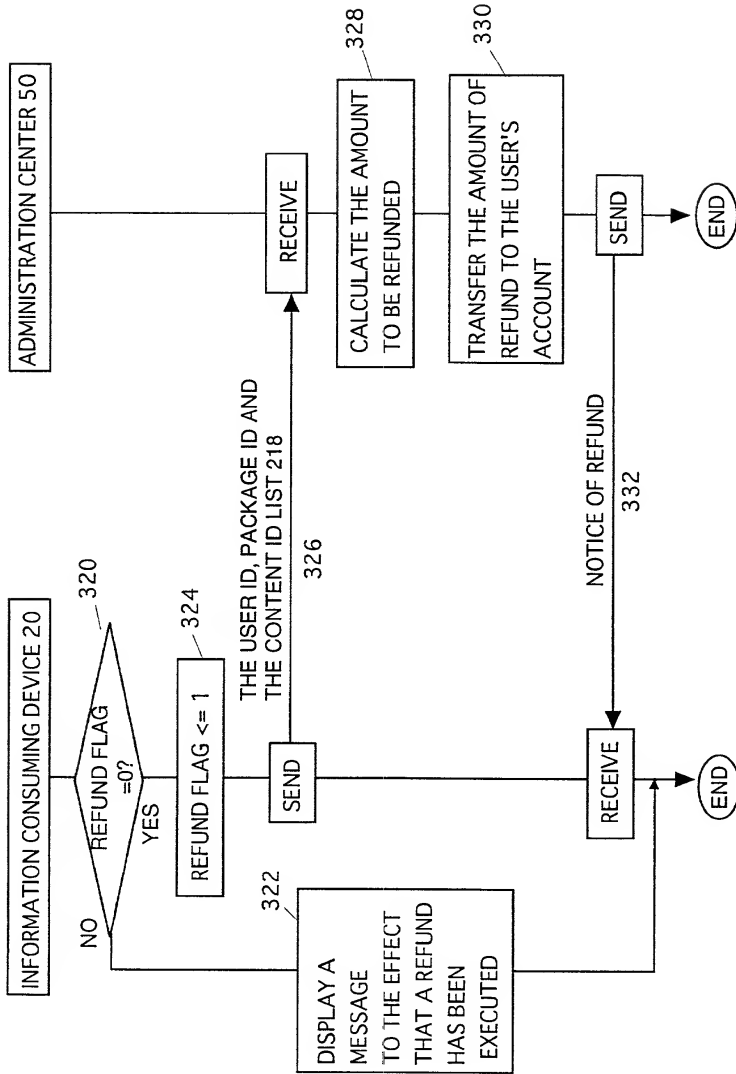 INFORMATION CONSUMING DEVICE 20
320
REFUND FLAG
=0?
NO
YES
324
REFUND FLAG <= 1
322
DISPLAY A
MESSAGE
TO THE EFFECT
THAT A REFUND
HAS BEEN
EXECUTED
SEND
THE USER ID, PACKAGE ID AND
THE CONTENT ID LIST 218
326
ADMINISTRATION CENTER 50
RECEIVE
328
CALCULATE THE AMOUNT
TO BE REFUNDED
330
TRANSFER THE AMOUNT OF
REFUND TO THE USER'S
ACCOUNT
SEND
NOTICE OF REFUND
332
RECEIVE
END
END